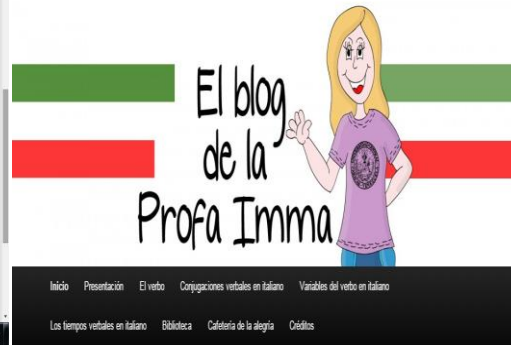 El blog
de la
Profa Imma
Inicio Presentación El verbo Conjugaciones verbales en italiano Variables del verbo en italiano
Los tiempos verbales en italiano Biblioteca Cafetería de la alegría Créditos